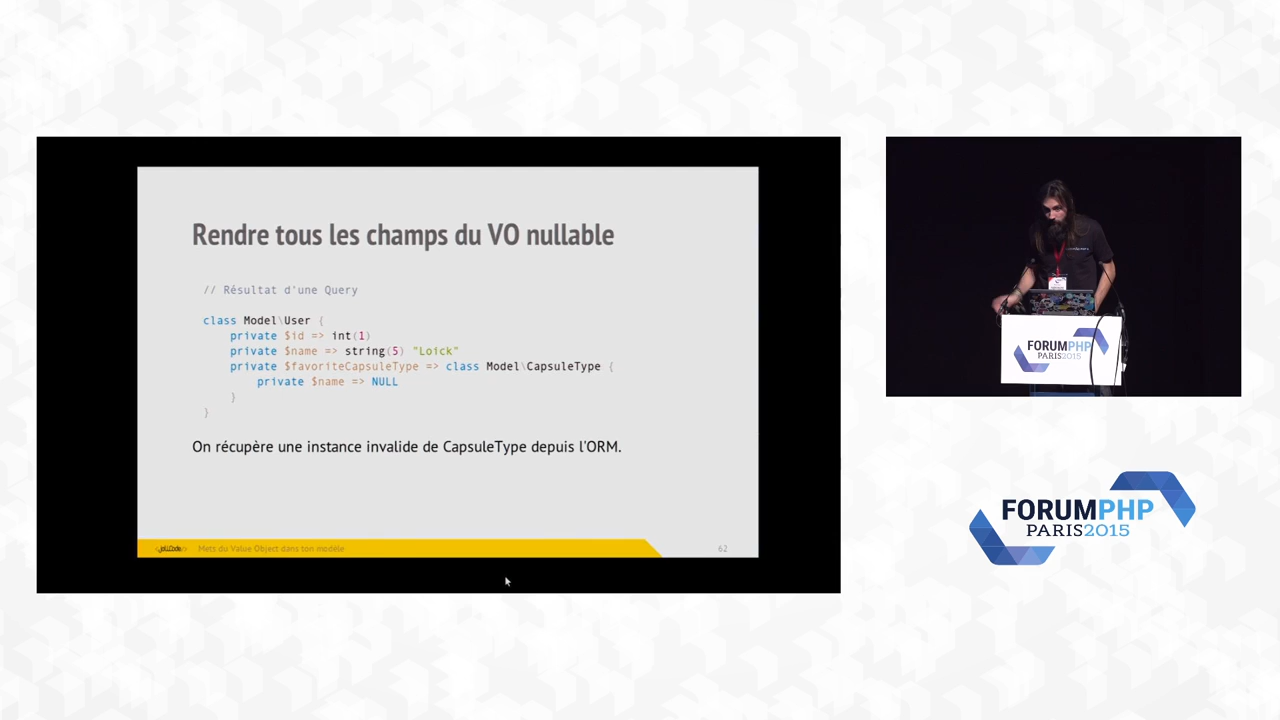 Rendre tous les champs du VO nullable
// Résultat d'une Query
class Model\User {
    private $id => int(1)
    private $name => string(5) "Loick"
    private $favoriteCapsuleType => class Model\CapsuleType {
        private $name => NULL
    }
}
On récupère une instance invalide de CapsuleType depuis l'ORM.
JoliCode
Mets du Value Object dans ton modèle
62
FORUMPHP
PARIS2015
FORUMPHP
PARIS2015